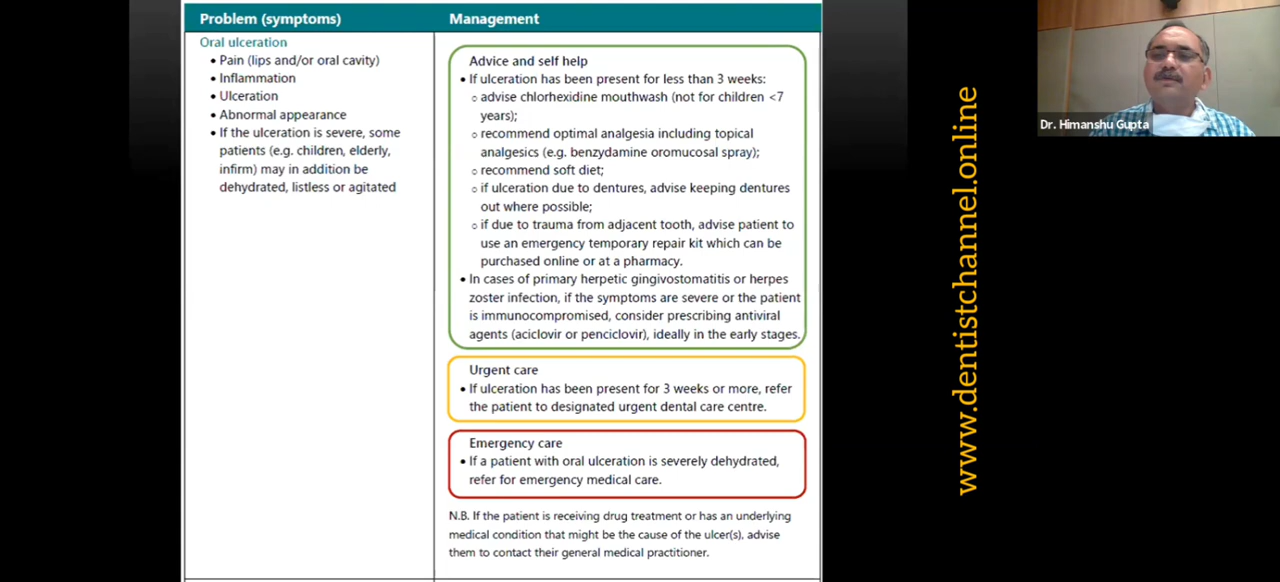 Problem (symptoms)
Management
Oral ulceration
• Pain (lips and/or oral cavity)
• Inflammation
• Ulceration
• Abnormal appearance
• If the ulceration is severe, some
patients (e.g. children, elderly,
infirm) may in addition be
dehydrated, listless or agitated
Advice and self help
• If ulceration has been present for less than 3 weeks:
○ advise chlorhexidine mouthwash (not for children <7
years);
○ recommend optimal analgesia including topical
analgesics (e.g. benzydamine oromucosal spray);
○ recommend soft diet;
○ if ulceration due to dentures, advise keeping dentures
out where possible;
○ if due to trauma from adjacent tooth, advise patient to
use an emergency temporary repair kit which can be
purchased online or at a pharmacy.
• In cases of primary herpetic gingivostomatitis or herpes
zoster infection, if the symptoms are severe or the patient
is immunocompromised, consider prescribing antiviral
agents (aciclovir or penciclovir), ideally in the early stages.
Urgent care
• If ulceration has been present for 3 weeks or more, refer
the patient to designated urgent dental care centre.
Emergency care
• If a patient with oral ulceration is severely dehydrated,
refer for emergency medical care.
N.B. If the patient is receiving drug treatment or has an underlying
medical condition that might be the cause of the ulcer(s), advise
them to contact their general medical practitioner.
Dr. Himanshu Gupta
www.dentistchannel.online